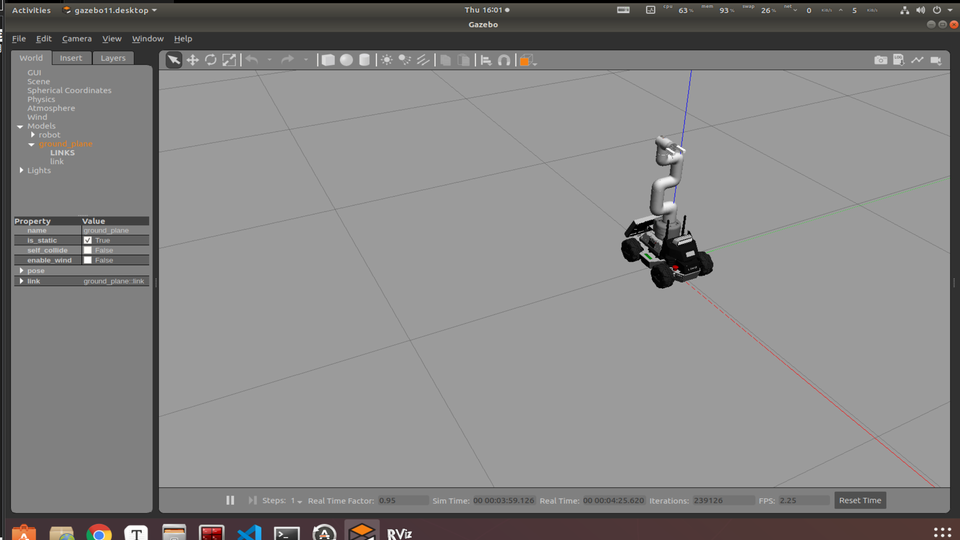 Activities gazebo11.desktop Thu 16:01 cpu 63 % mem 93 % swap 26 % net 0 KN/H 5 KN/H
Gazebo
File Edit Camera View Window Help
World Insert Layers
GUI
Scene
Spherical Coordinates
Physics
Atmosphere
Wind
Models
robot
ground_plane
LINKS
link
Lights
Property Value
name ground_plane
is_static True
self_collide False
enable_wind False
pose
link ground_plane::link
Steps: 1 Real Time Factor: 0.95 Sim Time: 00 00:03:59.126 Real Time: 00 00:04:25.620 Iterations: 239126 FPS: 2.25 Reset Time
T A RViz